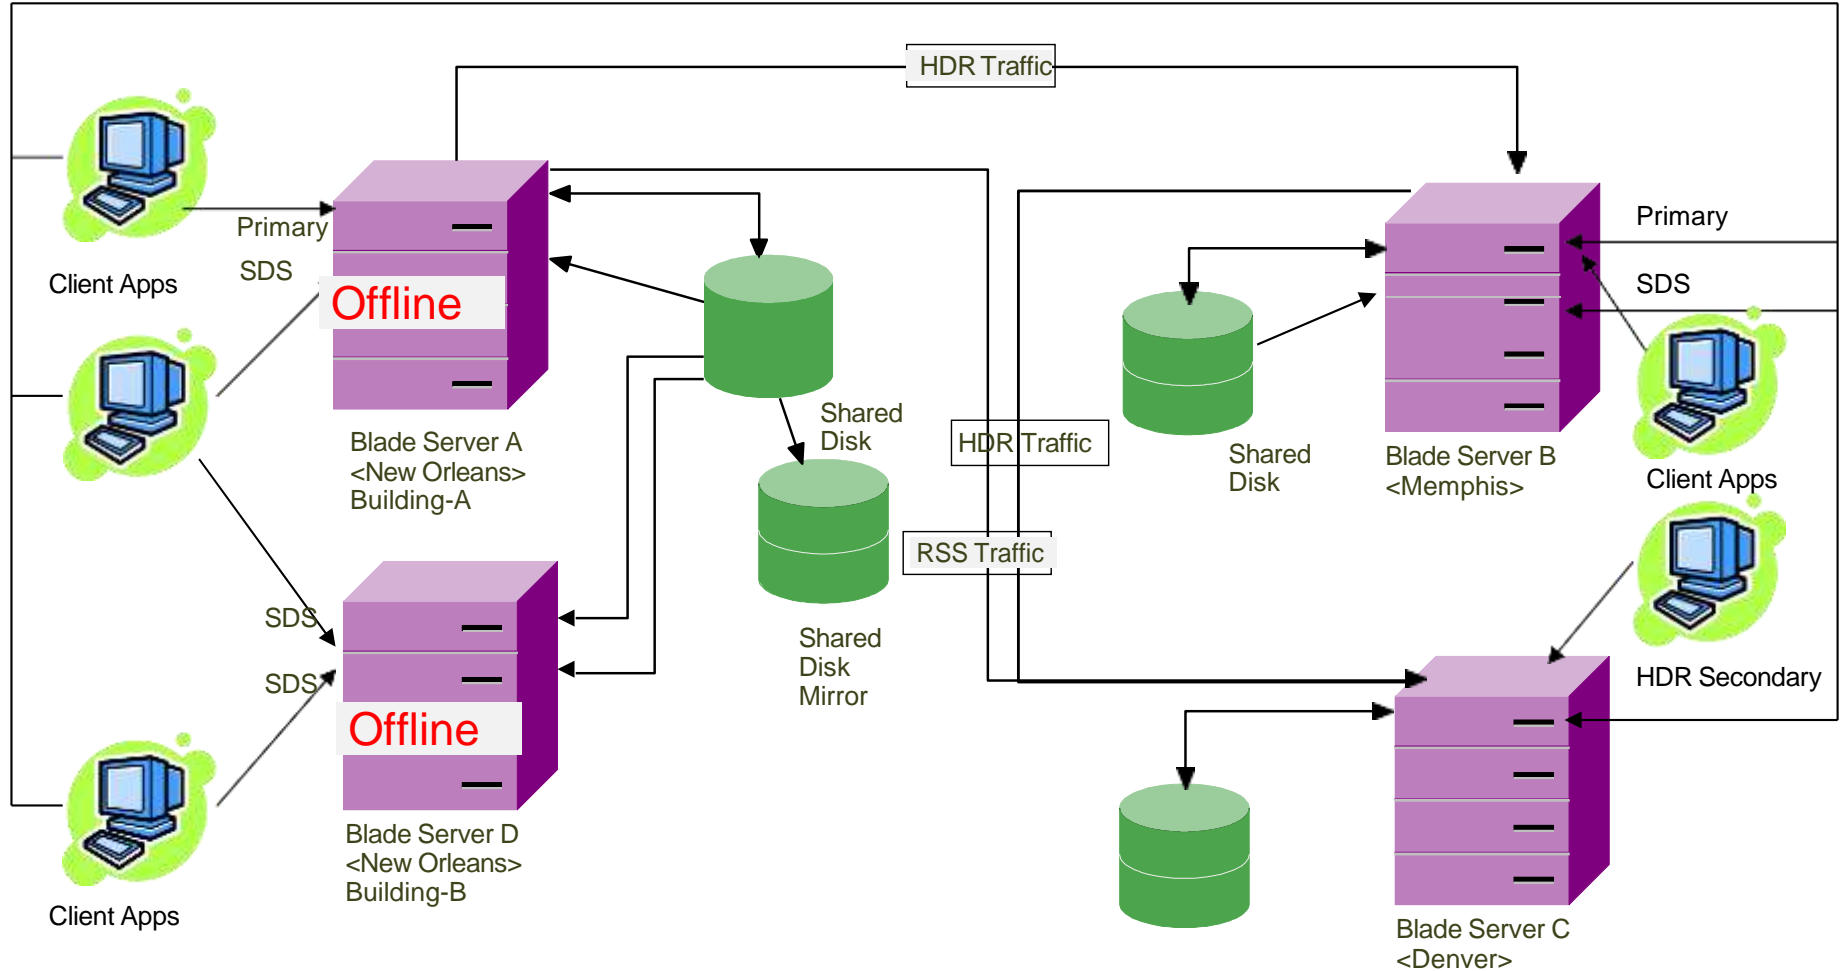 HDR Traffic
Primary
SDS
Client Apps
Offline
Primary
SDS
Shared
Disk
Blade Server A
<New Orleans>
Building-A
HDR Traffic
Shared
Disk
Blade Server B
<Memphis>
Client Apps
RSS Traffic
SDS
SDS
Shared
Disk
Mirror
HDR Secondary
Offline
Blade Server D
<New Orleans>
Building-B
Client Apps
Blade Server C
<Denver>